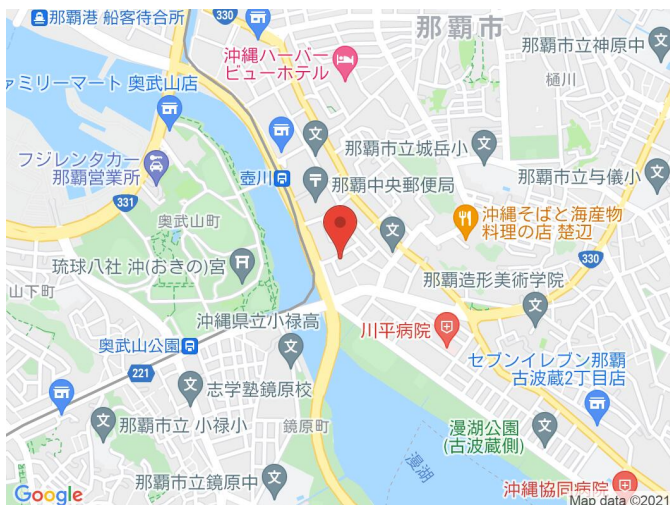 那覇港 船客待合所
330
那覇市
那覇市立神原中
沖縄ハーバー
ビューホテル
樋川
ァミリーマート 奥武山店
那覇市立城岳小
フジレンタカー
那覇営業所
壺川
那覇中央郵便局
那覇市立与儀小
331
奥武山町
沖縄そばと海産物
料理の店 楚辺
330
琉球八社 沖(おきの)宮
山下町
那覇造形美術学院
沖縄県立小禄高
川平病院
奥武山公園
221
志学塾鏡原校
セブンイレブン那覇
古波蔵2丁目店
那覇市立 小禄小
鏡原町
漫湖公園
(古波蔵側)
漫湖
那覇市立鏡原中
沖縄協同病院
Google
Map data ©2021